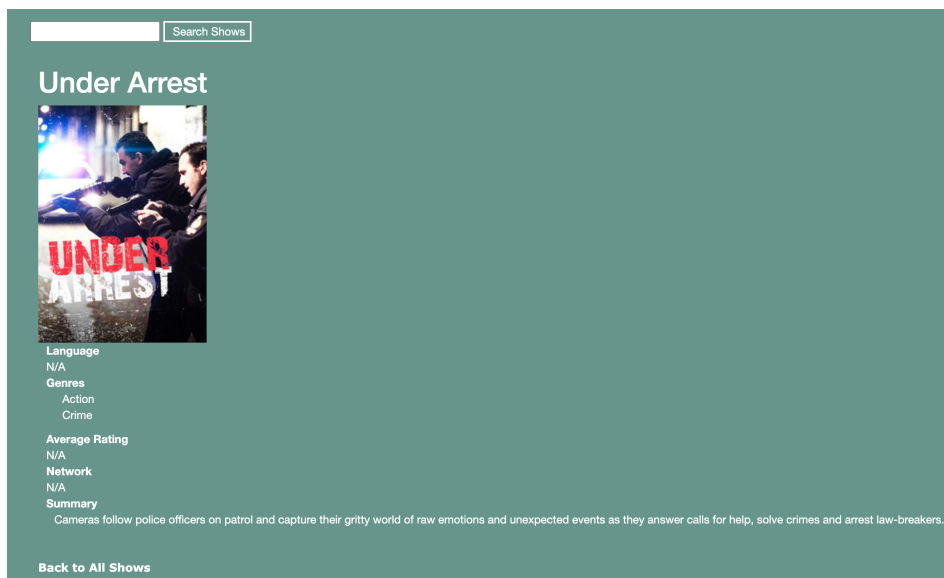 Search Shows
Under Arrest
UNDER
ARREST
Language
N/A
Genres
Action
Crime
Average Rating
N/A
Network
N/A
Summary
Cameras follow police officers on patrol and capture their gritty world of raw emotions and unexpected events as they answer calls for help, solve crimes and arrest law-breakers.
Back to All Shows